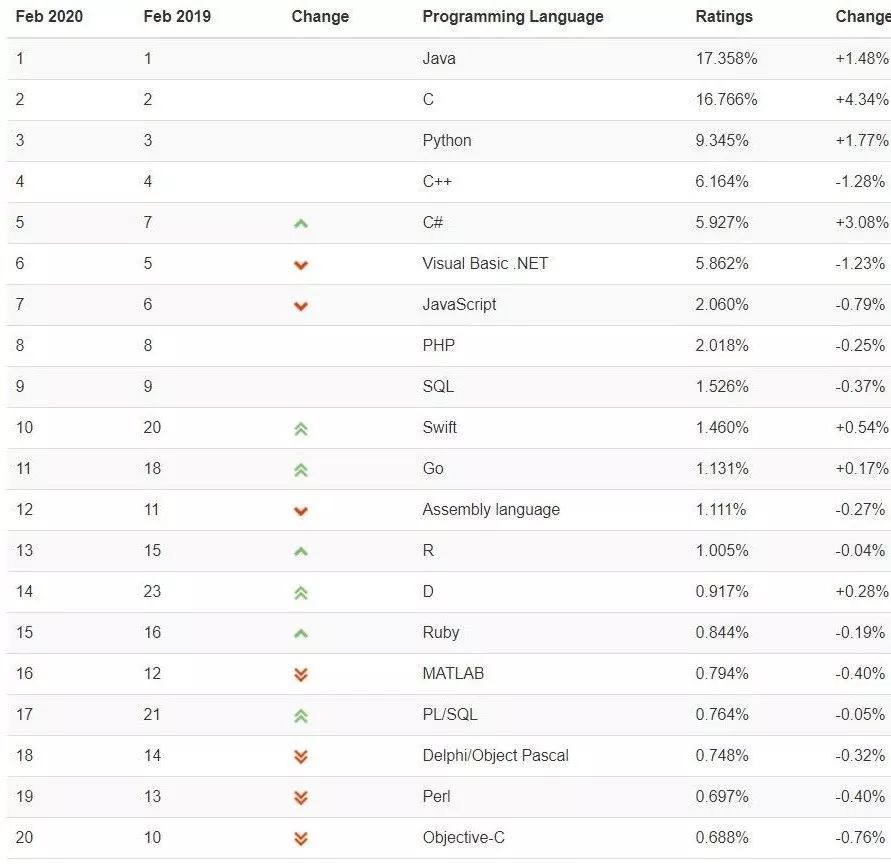 Feb 2020 Feb 2019 Change Programming Language Ratings Change
1 1 Java 17.358% +1.48%
2 2 C 16.766% +4.34%
3 3 Python 9.345% +1.77%
4 4 C++ 6.164% -1.28%
5 7 C# 5.927% +3.08%
6 5 Visual Basic .NET 5.862% -1.23%
7 6 JavaScript 2.060% -0.79%
8 8 PHP 2.018% -0.25%
9 9 SQL 1.526% -0.37%
10 20 Swift 1.460% +0.54%
11 18 Go 1.131% +0.17%
12 11 Assembly language 1.111% -0.27%
13 15 R 1.005% -0.04%
14 23 D 0.917% +0.28%
15 16 Ruby 0.844% -0.19%
16 12 MATLAB 0.794% -0.40%
17 21 PL/SQL 0.764% -0.05%
18 14 Delphi/Object Pascal 0.748% -0.32%
19 13 Perl 0.697% -0.40%
20 10 Objective-C 0.688% -0.76%